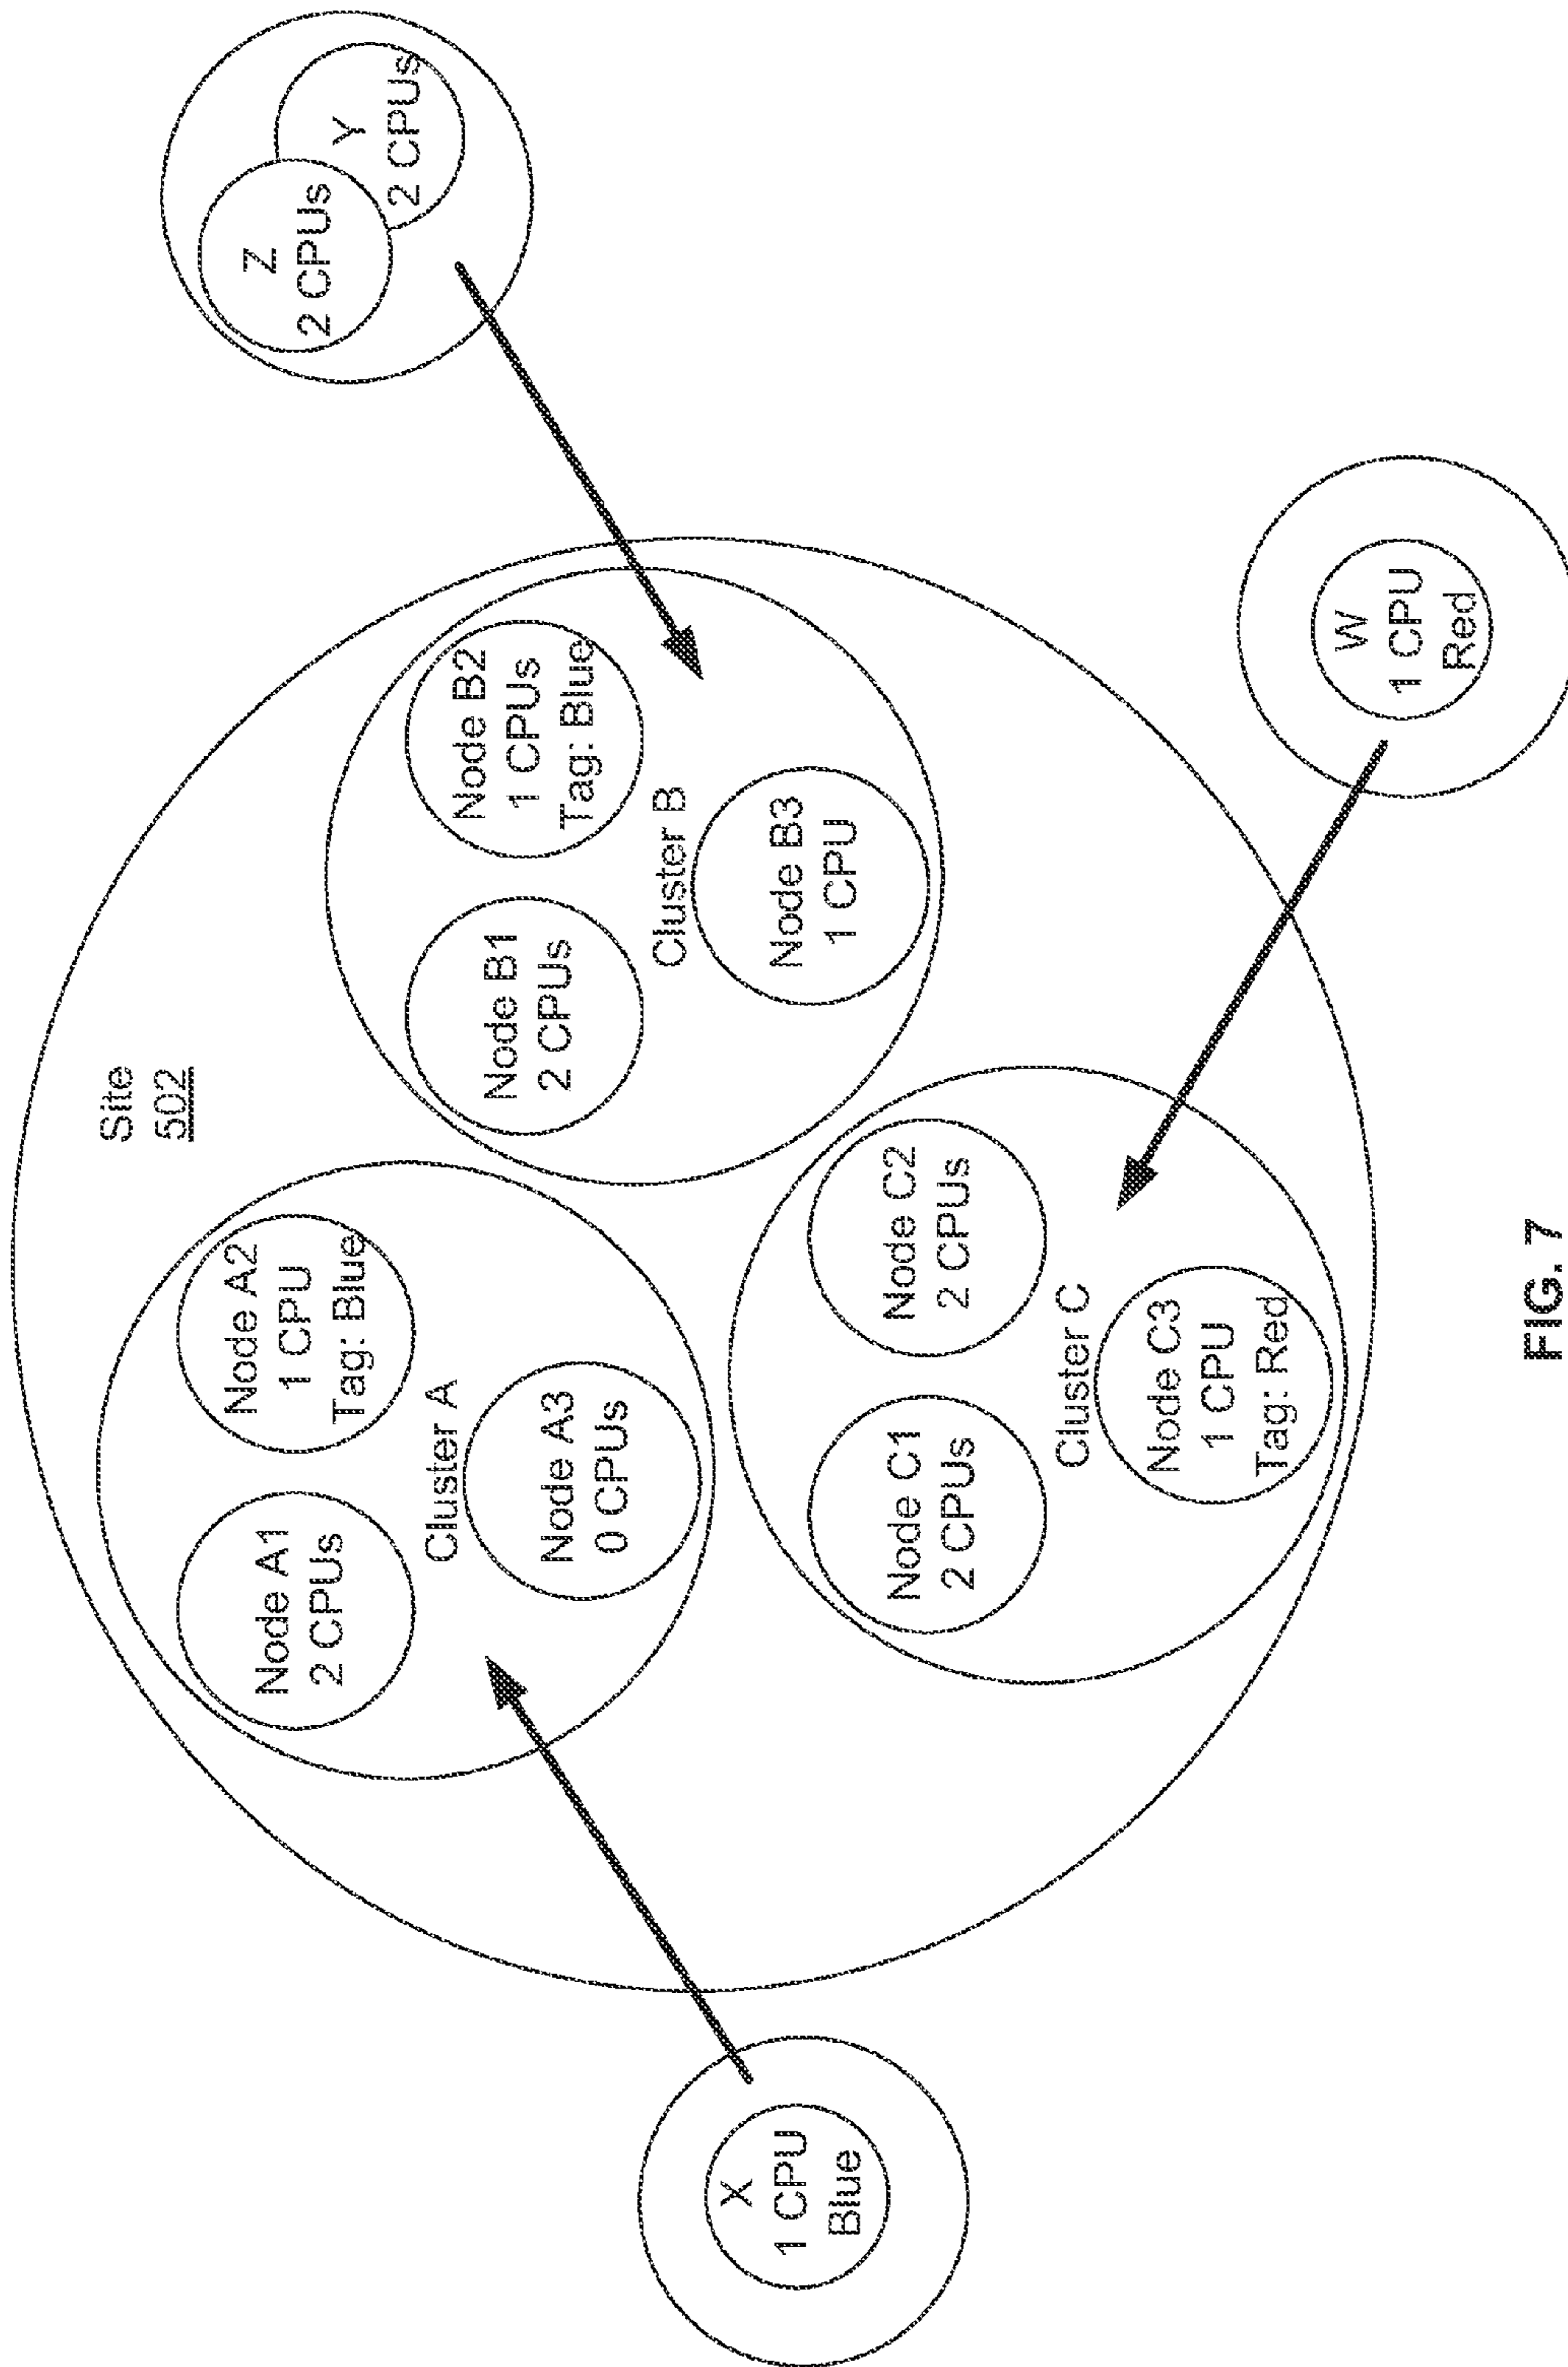 Site
502
Node A1
2 CPUs
Node A2
1 CPU
Tag: Blue
Cluster A
Node A3
0 CPUs
Node B1
2 CPUs
Node B2
1 CPUs
Tag: Blue
Cluster B
Node B3
1 CPU
Node C1
2 CPUs
Node C2
2 CPUs
Cluster C
Node C3
1 CPU
Tag: Red
X
1 CPU
Blue
Z
2 CPUs
Y
2 CPUs
W
1 CPU
Red
FIG. 7